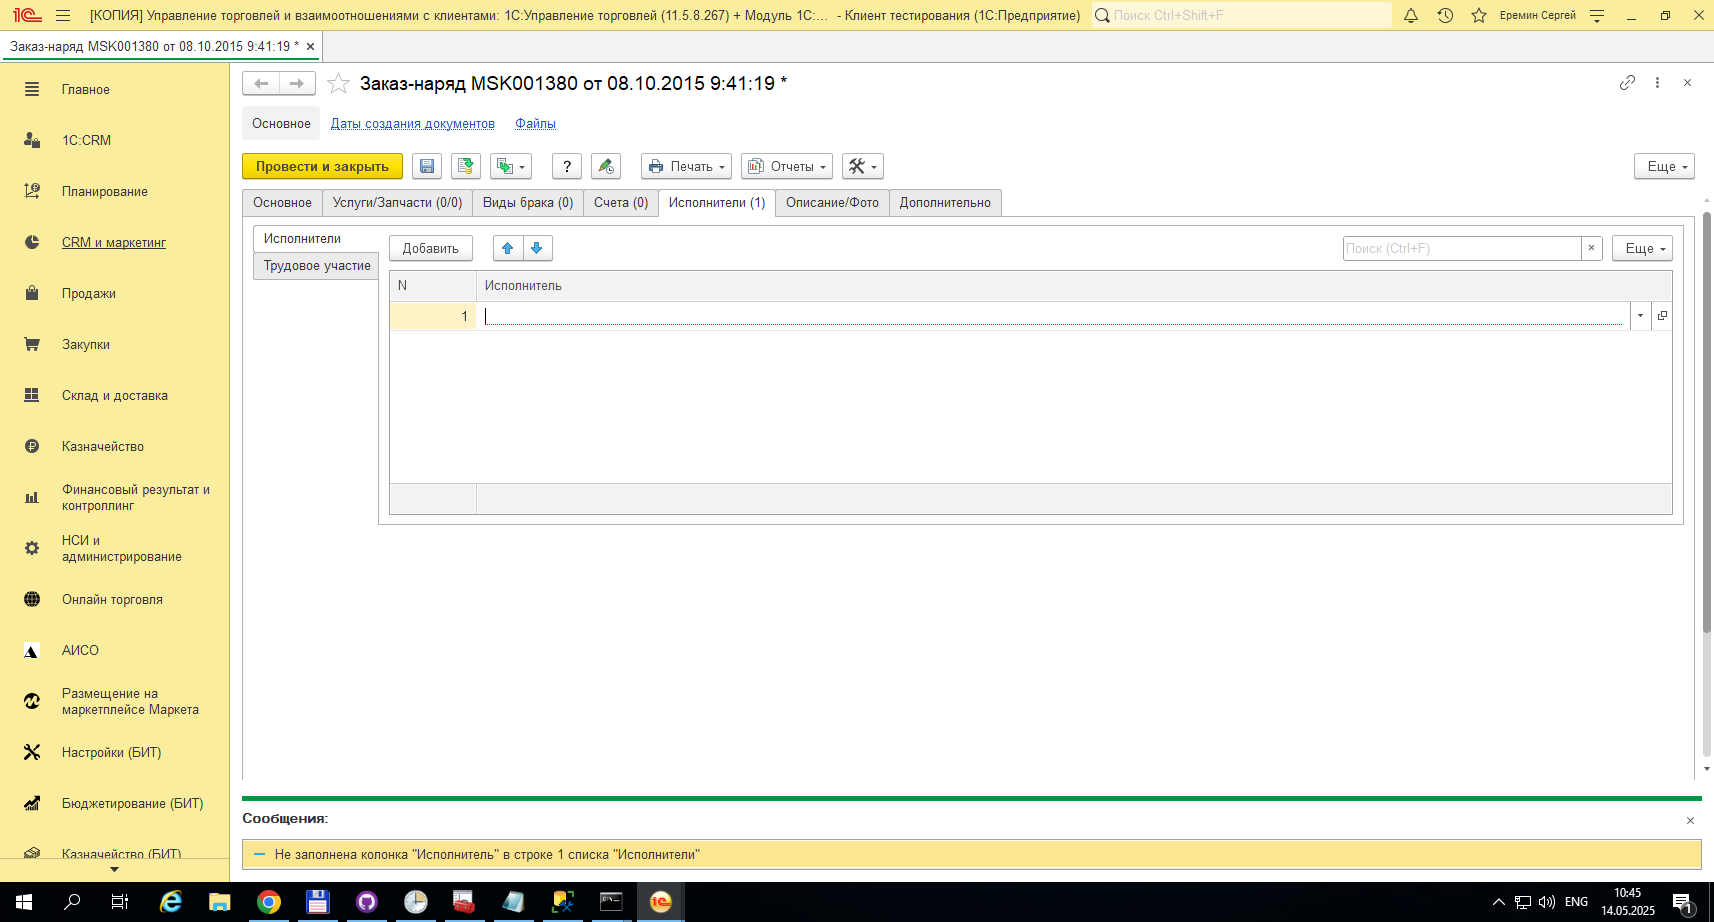 [КОПИЯ] Управление торговлей и взаимоотношениями с клиентами: 1С:Управление торговлей (11.5.8.267) + Модуль 1С:... - Клиент тестирования (1С:Предприятие)
Поиск Ctrl+Shift+F
Еремин Сергей
Заказ-наряд MSK001380 от 08.10.2015 9:41:19 *
Главное
1С:CRM
Планирование
CRM и маркетинг
Продажи
Закупки
Склад и доставка
Казначейство
Финансовый результат и
контроллинг
НСИ и
администрирование
Онлайн торговля
АИСО
Размещение на
маркетплейсе Маркета
Настройки (БИТ)
Бюджетирование (БИТ)
Казначейство (БИТ)
Заказ-наряд MSK001380 от 08.10.2015 9:41:19 *
Основное
Даты создания документов
Файлы
Провести и закрыть
?
Печать
Отчеты
Еще
Основное
Услуги/Запчасти (0/0)
Виды брака (0)
Счета (0)
Исполнители (1)
Описание/Фото
Дополнительно
Исполнители
Трудовое участие
Добавить
Поиск (Ctrl+F)
Еще
N
Исполнитель
1
Сообщения:
Не заполнена колонка "Исполнитель" в строке 1 списка "Исполнители"
ENG
10:45
14.05.2025
1